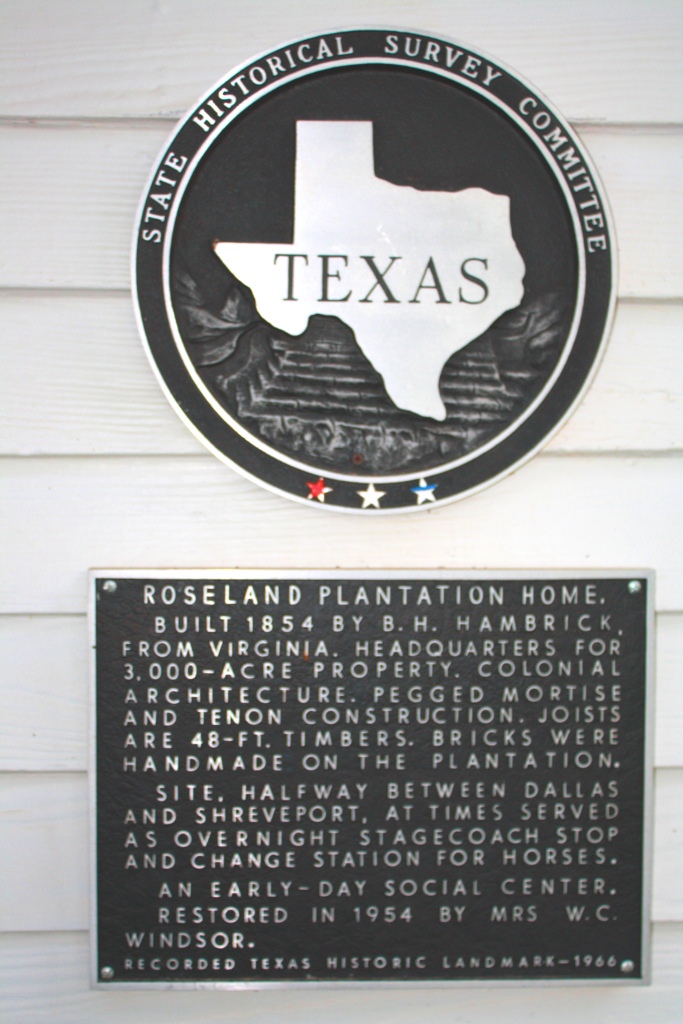 STATE HISTORICAL SURVEY COMMITTEE
TEXAS
ROSELAND PLANTATION HOME.
BUILT 1854 BY B.H. HAMBRICK,
FROM VIRGINIA. HEADQUARTERS FOR
3,000-ACRE PROPERTY. COLONIAL
ARCHITECTURE. PEGGED MORTISE
AND TENON CONSTRUCTION. JOISTS
ARE 48-FT. TIMBERS. BRICKS WERE
HANDMADE ON THE PLANTATION.
SITE, HALFWAY BETWEEN DALLAS
AND SHREVEPORT, AT TIMES SERVED
AS OVERNIGHT STAGECOACH STOP
AND CHANGE STATION FOR HORSES.
AN EARLY-DAY SOCIAL CENTER.
RESTORED IN 1954 BY MRS W.C.
WINDSOR.
RECORDED TEXAS HISTORIC LANDMARK-1966